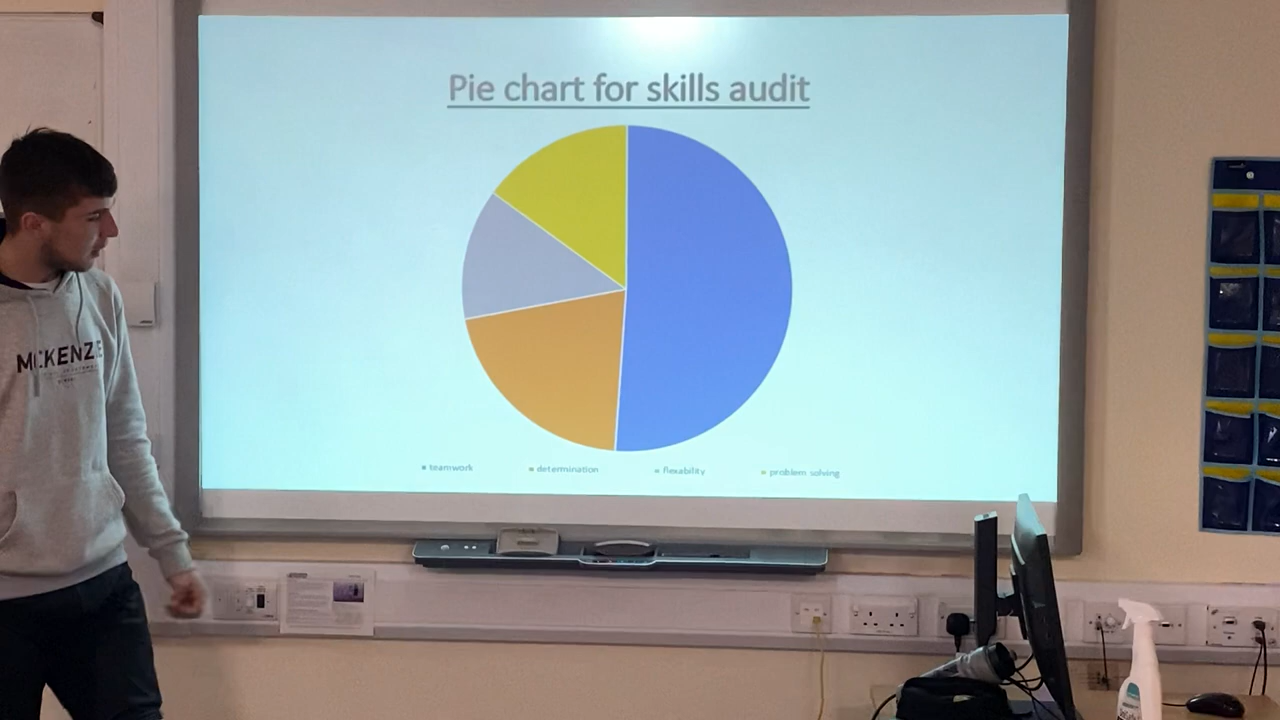 Pie chart for skills audit
teamwork determination flexability problem solving
MCKENZIE